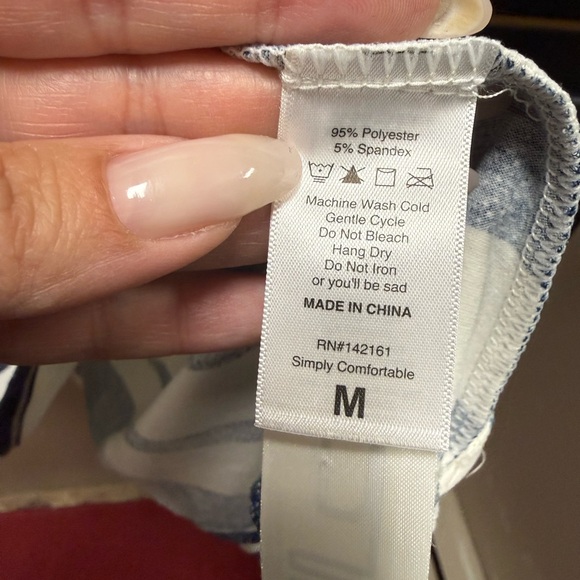 95% Polyester
5% Spandex
Machine Wash Cold
Gentle Cycle
Do Not Bleach
Hang Dry
Do Not Iron
or you'll be sad
MADE IN CHINA
RN#142161
Simply Comfortable
M